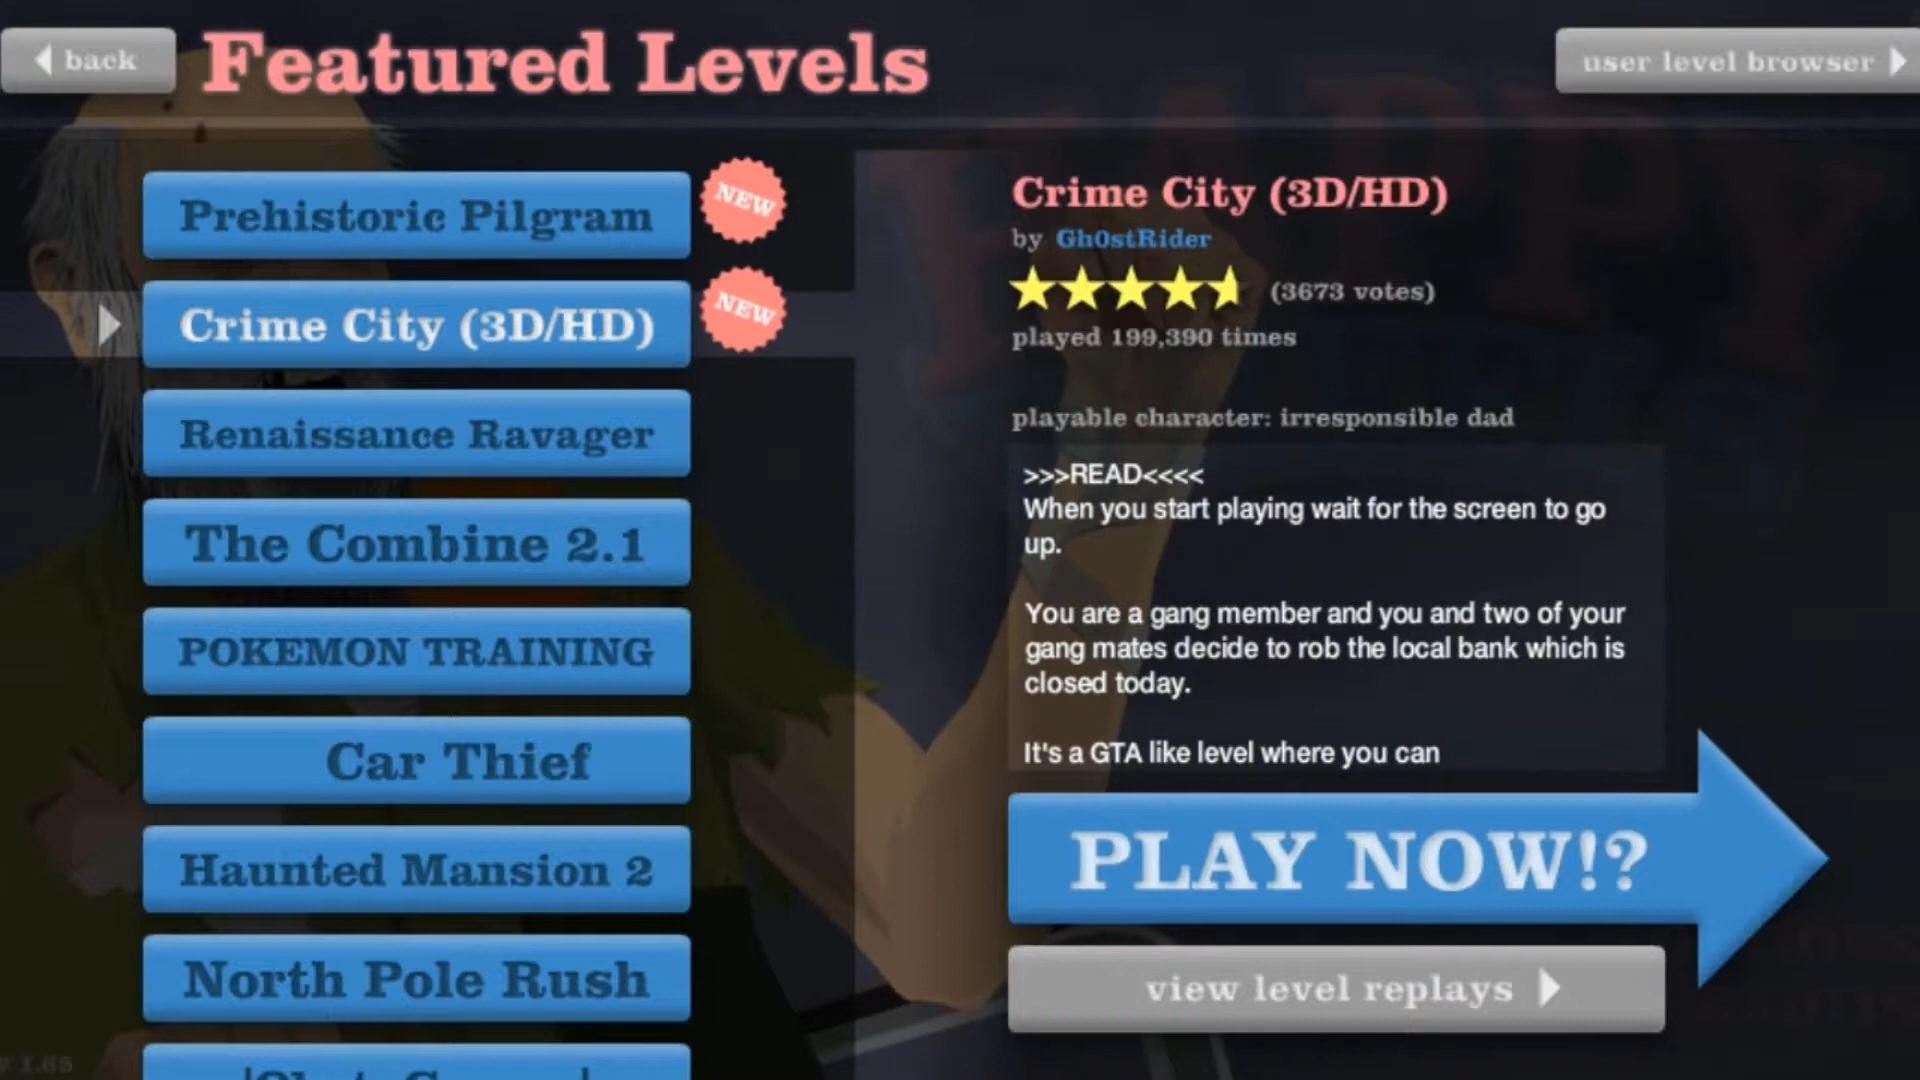 back
Featured Levels
user level browser
Prehistoric Pilgram
NEW
Crime City (3D/HD)
NEW
Renaissance Ravager
The Combine 2.1
POKEMON TRAINING
Car Thief
Haunted Mansion 2
North Pole Rush
Crime City (3D/HD)
by Gh0stRider
(3673 votes)
played 199,390 times
playable character: irresponsible dad
>>>READ<<<<
When you start playing wait for the screen to go
up.
You are a gang member and you and two of your
gang mates decide to rob the local bank which is
closed today.
It's a GTA like level where you can
PLAY NOW!?
view level replays
v 1.65